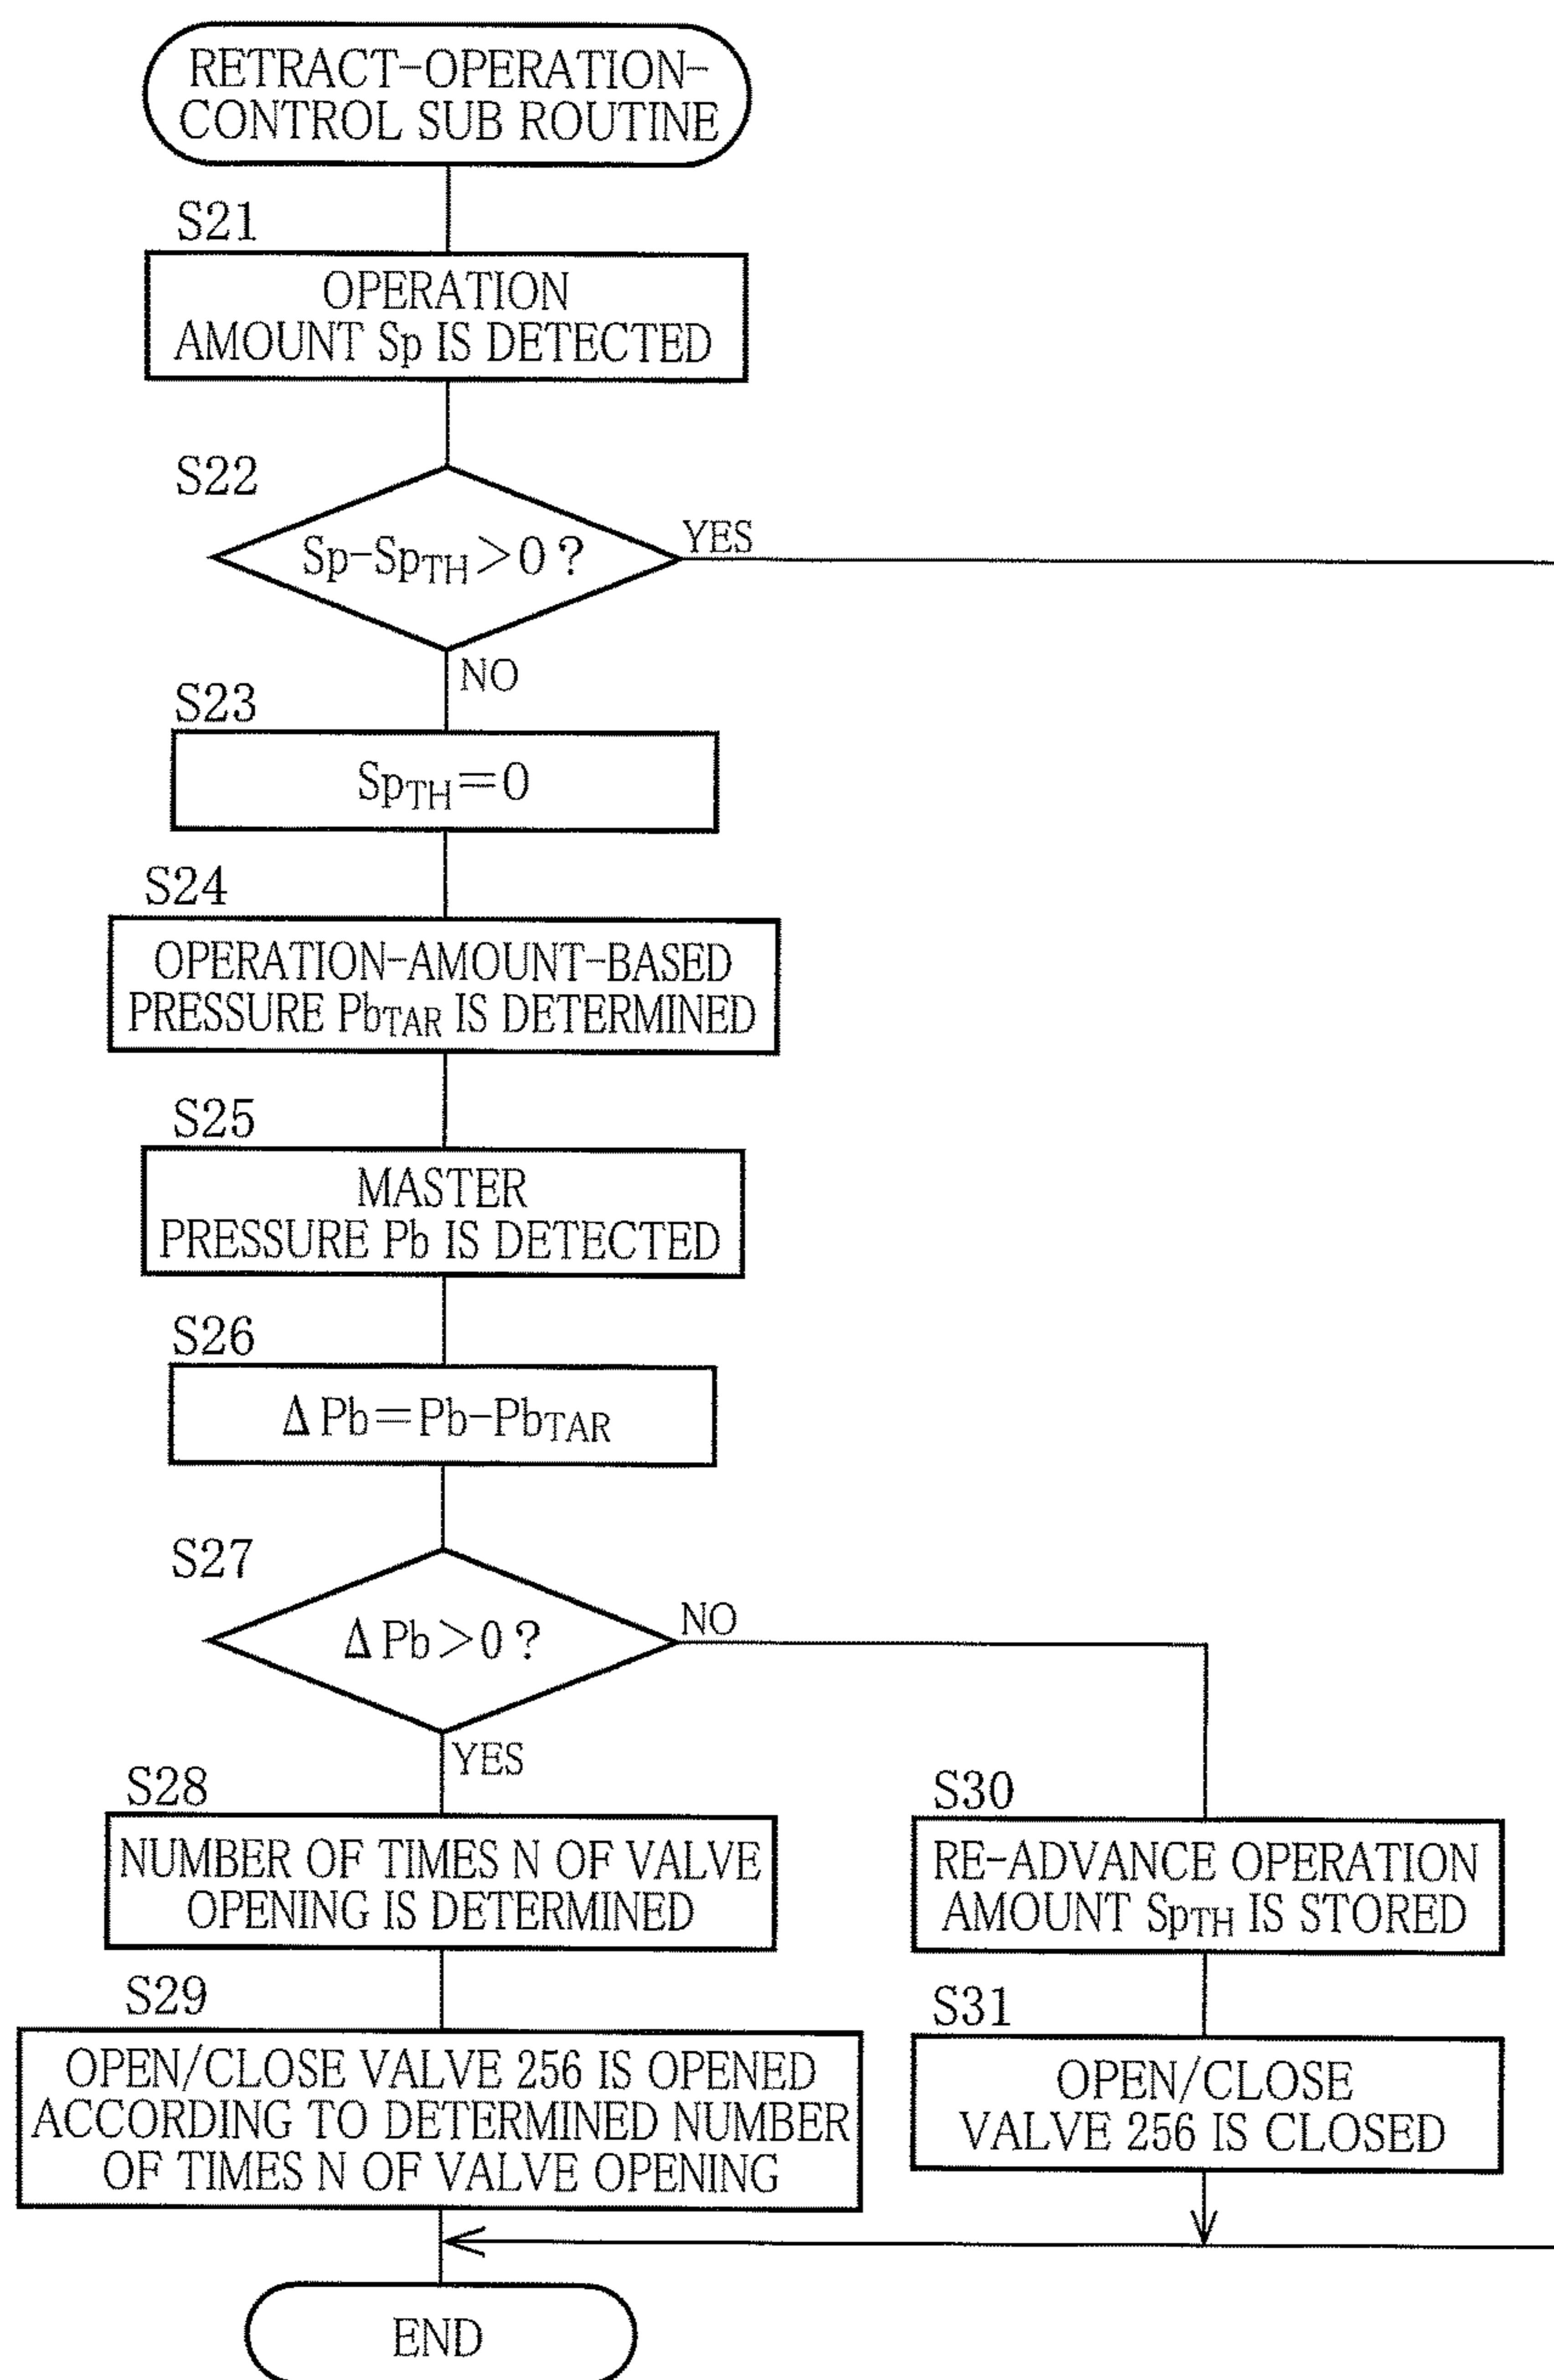 RETRACT-OPERATION-
CONTROL SUB ROUTINE
S21
OPERATION
AMOUNT Sp IS DETECTED
S22
Sp-SpTH>0?
YES
NO
S23
SpTH=0
S24
OPERATION-AMOUNT-BASED
PRESSURE PbTAR IS DETERMINED
S25
MASTER
PRESSURE Pb IS DETECTED
S26
ΔPb=Pb-PbTAR
S27
ΔPb>0?
NO
YES
S28
NUMBER OF TIMES N OF VALVE
OPENING IS DETERMINED
S29
OPEN/CLOSE VALVE 256 IS OPENED
ACCORDING TO DETERMINED NUMBER
OF TIMES N OF VALVE OPENING
S30
RE-ADVANCE OPERATION
AMOUNT SpTH IS STORED
S31
OPEN/CLOSE
VALVE 256 IS CLOSED
END